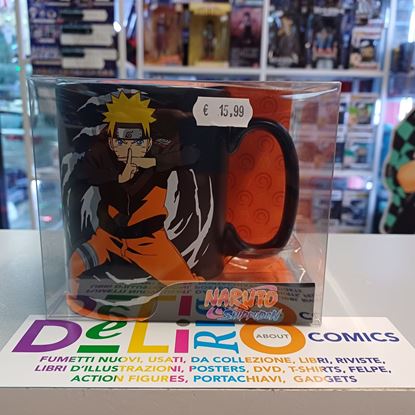 € 15,99
NARUTO
SHIPPUDEN
DELiRIO
ABOUT
COMICS
FUMETTI NUOVI, USATI, DA COLLEZIONE, LIBRI, RIVISTE,
LIBRI D'ILLUSTRAZIONI, POSTERS, DVD, T-SHIRTS, FELPE,
ACTION FIGURES, PORTACHIAVI, GADGETS